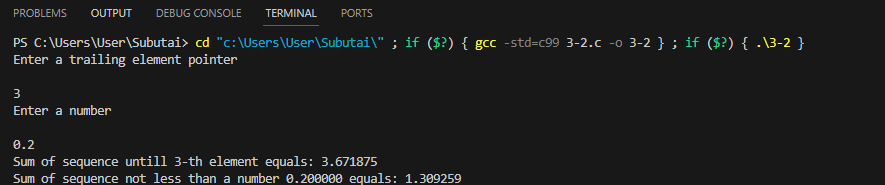 PROBLEMS OUTPUT DEBUG CONSOLE TERMINAL PORTS
PS C:\Users\User\Subutai> cd "c:\Users\User\Subutai\" ; if ($?) { gcc -std=c99 3-2.c -o 3-2 } ; if ($?) { .\3-2 }
Enter a trailing element pointer
3
Enter a number
0.2
Sum of sequence untill 3-th element equals: 3.671875
Sum of sequence not less than a number 0.200000 equals: 1.309259